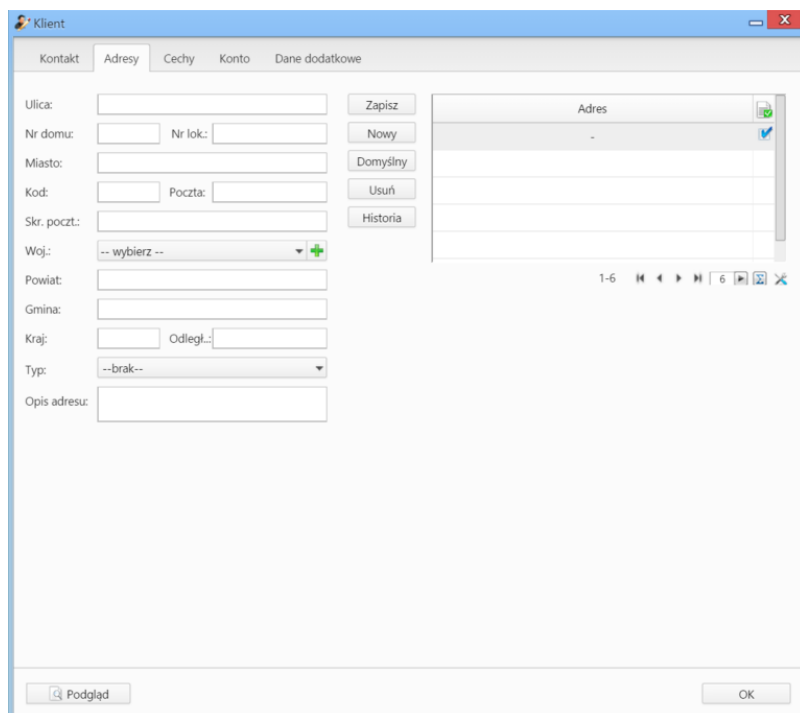 Klient
Kontakt Adresy Cechy Konto Dane dodatkowe
Ulica: Zapisz Adres
Nr domu: Nr lok.: Nowy -
Miasto: Domyślny
Kod: Poczta: Usuń
Skr. poczt.: Historia
Woj.: -- wybierz --
Powiat: 1-6 6
Gmina:
Kraj: Odległ..:
Typ: --brak--
Opis adresu:
Podgląd OK